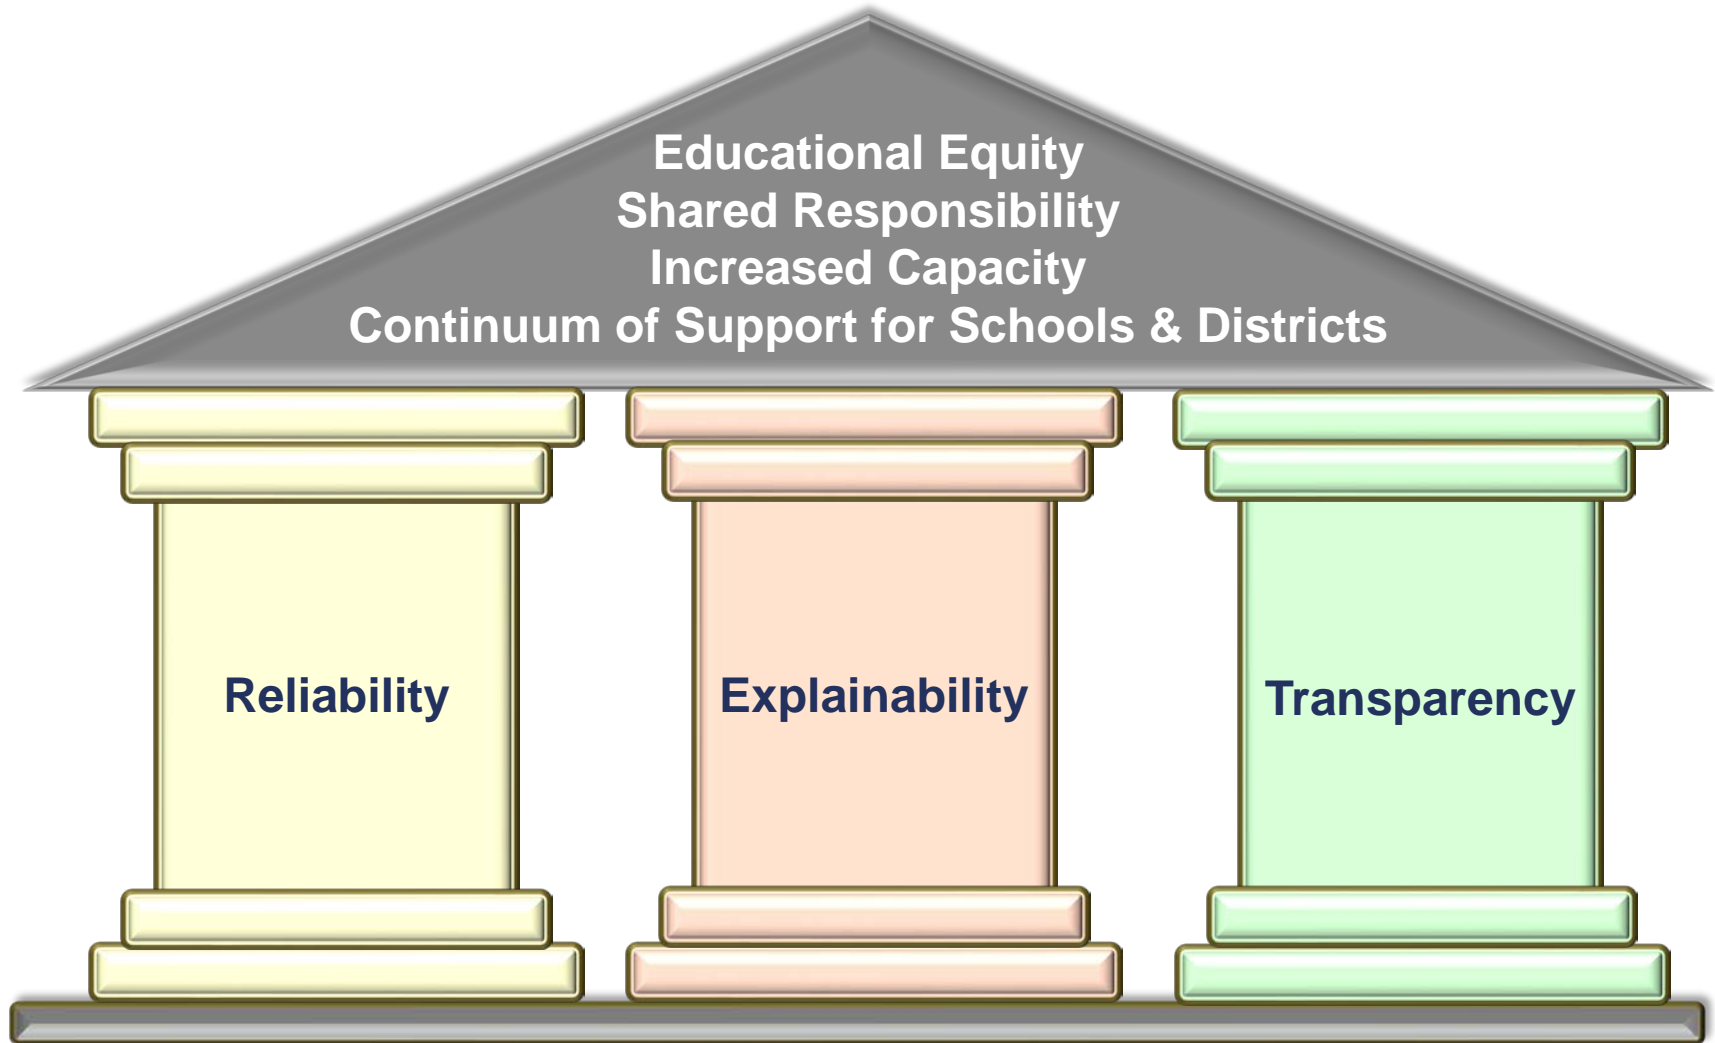 Educational Equity
Shared Responsibility
Increased Capacity
Continuum of Support for Schools & Districts
Reliability
Explainability
Transparency